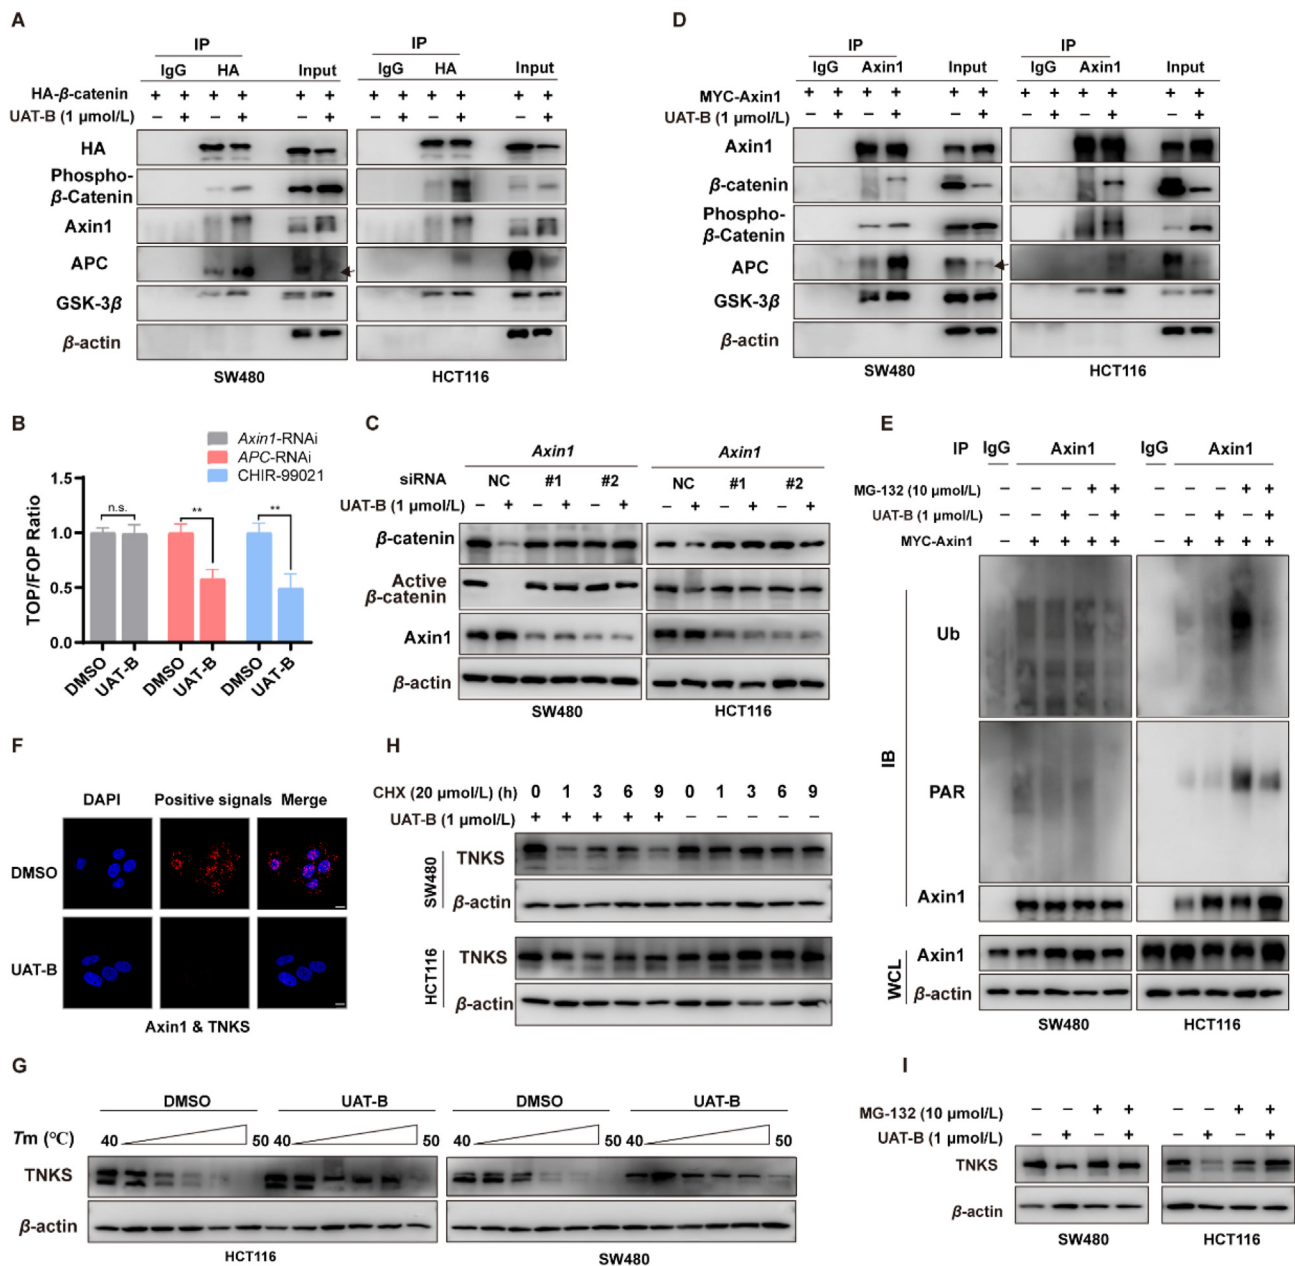 A
IP
IgG HA Input
IP
IgG HA Input
HA-β-catenin + + + + + + + + + + + +
UAT-B (1 μmol/L) − + − + − + − + − + − +
HA
Phospho-
β-Catenin
Axin1
APC
GSK-3β
β-actin
SW480 HCT116
D
IP
IgG Axin1 Input
IP
IgG Axin1 Input
MYC-Axin1 + + + + + + + + + + + +
UAT-B (1 μmol/L) − + − + − + − + − + − +
Axin1
β-catenin
Phospho-
β-Catenin
APC
GSK-3β
β-actin
SW480 HCT116
B
Axin1-RNAi
APC-RNAi
CHIR-99021
TOP/FOP Ratio
1.5
1.0
0.5
0.0
n.s. ** **
DMSO UAT-B DMSO UAT-B DMSO UAT-B
C
Axin1 Axin1
siRNA NC #1 #2 NC #1 #2
UAT-B (1 μmol/L) − + − + − + − + − + − +
β-catenin
Active
β-catenin
Axin1
β-actin
SW480 HCT116
E
IP IgG Axin1 IgG Axin1
MG-132 (10 μmol/L) − − − + + − − − + +
UAT-B (1 μmol/L) − − + − + − − + − +
MYC-Axin1 − + + + + − + + + +
IB
Ub
PAR
Axin1
WCL
Axin1
β-actin
SW480 HCT116
F
DAPI Positive signals Merge
DMSO
UAT-B
Axin1 & TNKS
H
CHX (20 μmol/L) (h) 0 1 3 6 9 0 1 3 6 9
UAT-B (1 μmol/L) + + + + + − − − − −
SW480
TNKS
β-actin
HCT116
TNKS
β-actin
G
DMSO UAT-B DMSO UAT-B
Tm (℃) 40 50 40 50 40 50 40 50
TNKS
β-actin
HCT116 SW480
I
MG-132 (10 μmol/L) − − + + − − + +
UAT-B (1 μmol/L) − + − + − + − +
TNKS
β-actin
SW480 HCT116